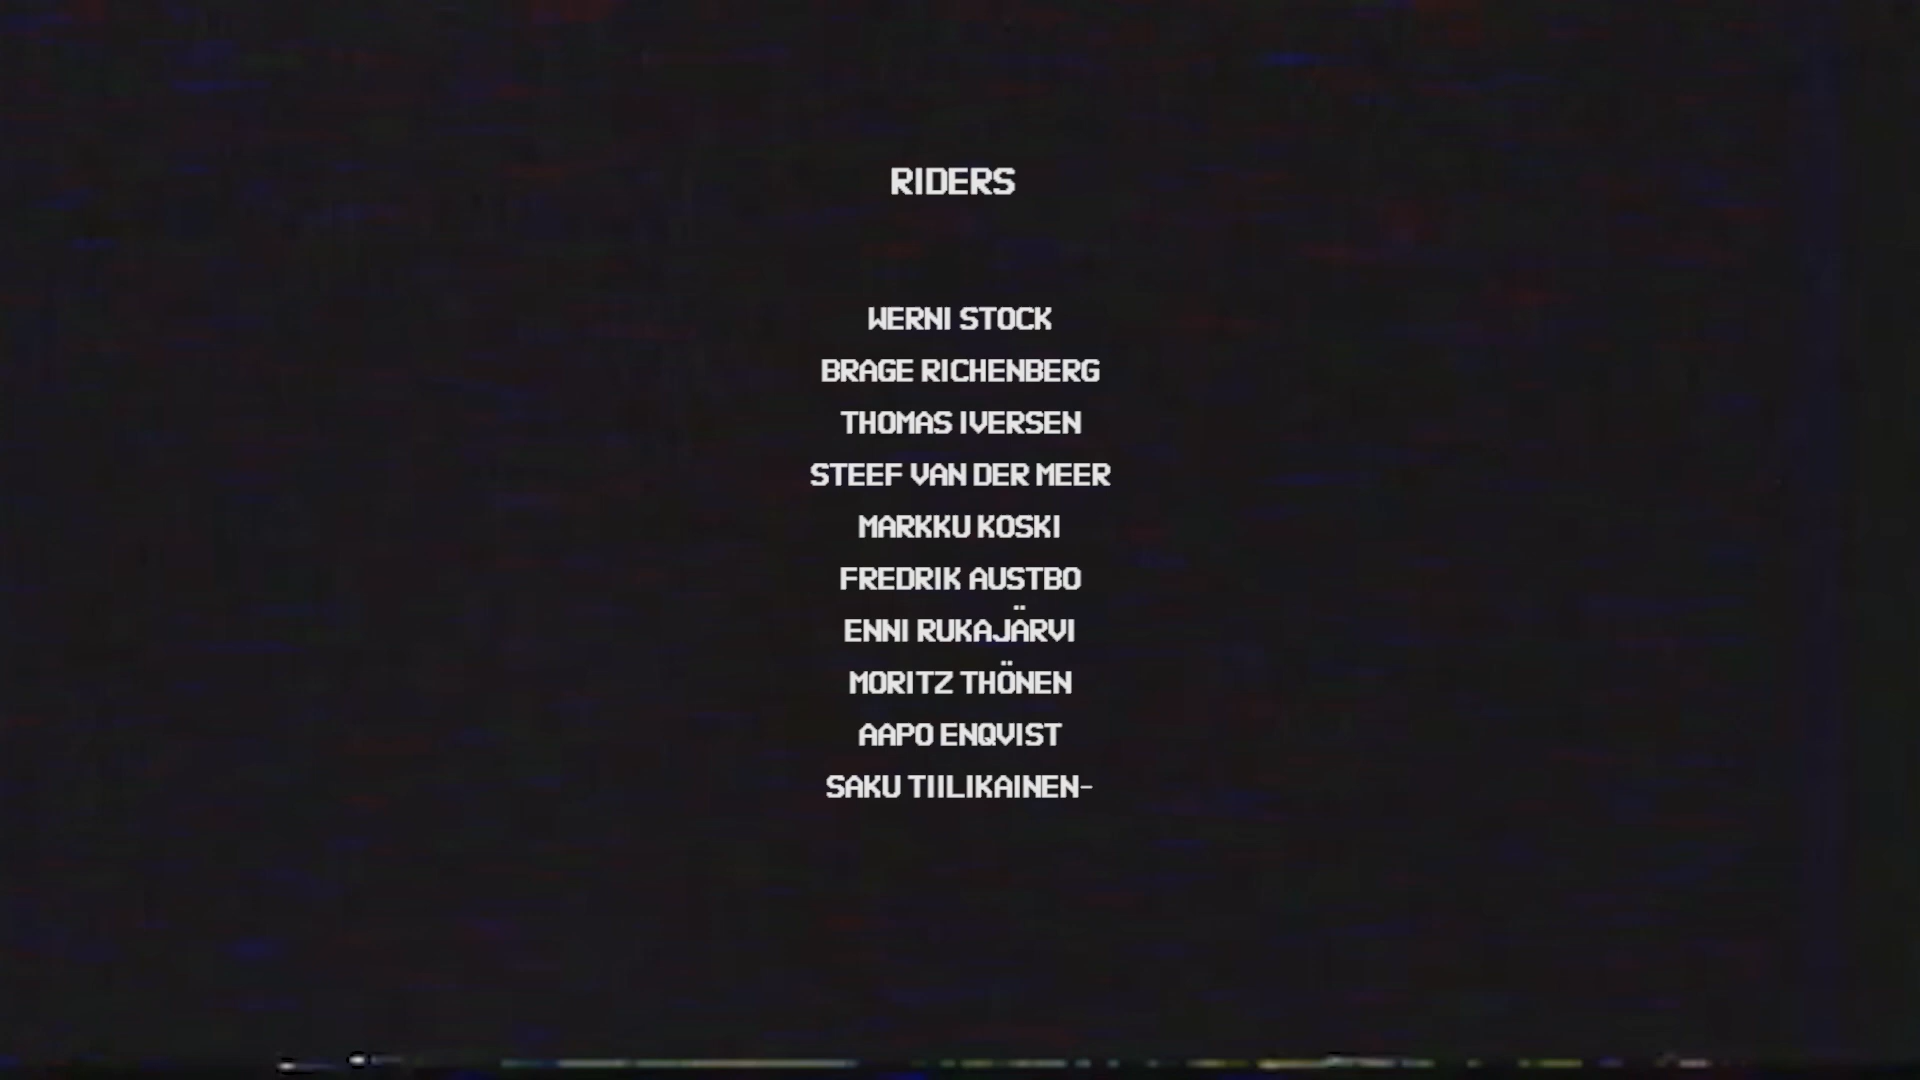 RIDERS
WERNI STOCK
BRAGE RICHENBERG
THOMAS IVERSEN
STEEF VAN DER MEER
MARKKU KOSKI
FREDRIK AUSTBO
ENNI RUKAJÄRVI
MORITZ THÖNEN
AAPO ENQVIST
SAKU TIILIKAINEN-